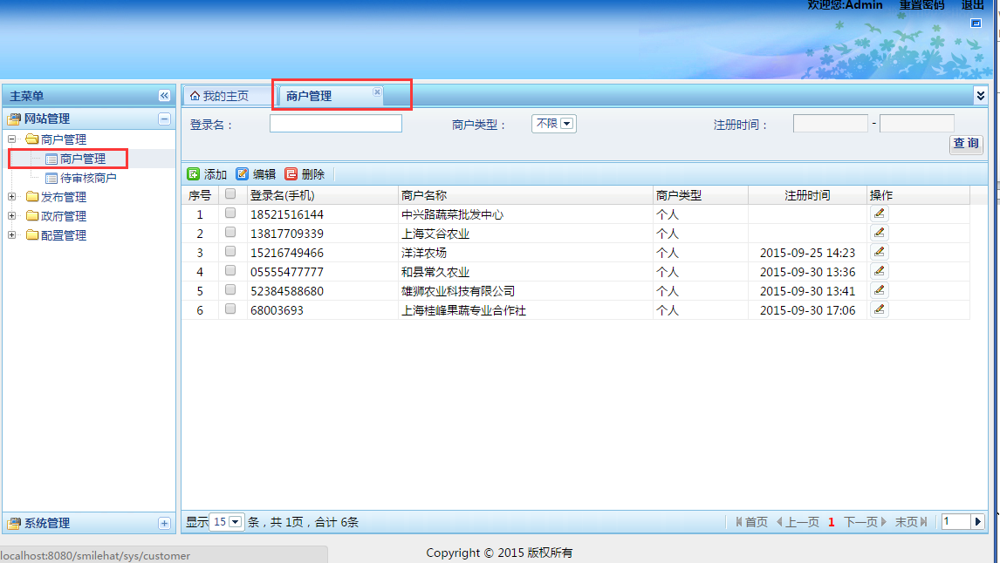 欢迎您:Admin 重置密码 退出
主菜单
网站管理
商户管理
商户管理
待审核商户
发布管理
政府管理
配置管理
系统管理
我的主页 商户管理
登录名： 商户类型： 不限 注册时间： -
查询
添加 编辑 删除
序号 登录名(手机) 商户名称 商户类型 注册时间 操作
1 18521516144 中兴路蔬菜批发中心 个人
2 13817709339 上海艾谷农业 个人
3 15216749466 洋洋农场 个人 2015-09-25 14:23
4 05555477777 和县常久农业 个人 2015-09-30 13:36
5 52384588680 雄狮农业科技有限公司 个人 2015-09-30 13:41
6 68003693 上海桂峰果蔬专业合作社 个人 2015-09-30 17:06
显示 15 条，共 1页，合计 6条 首页 上一页 1 下一页 末页 1
localhost:8080/smilehat/sys/customer
Copyright © 2015 版权所有